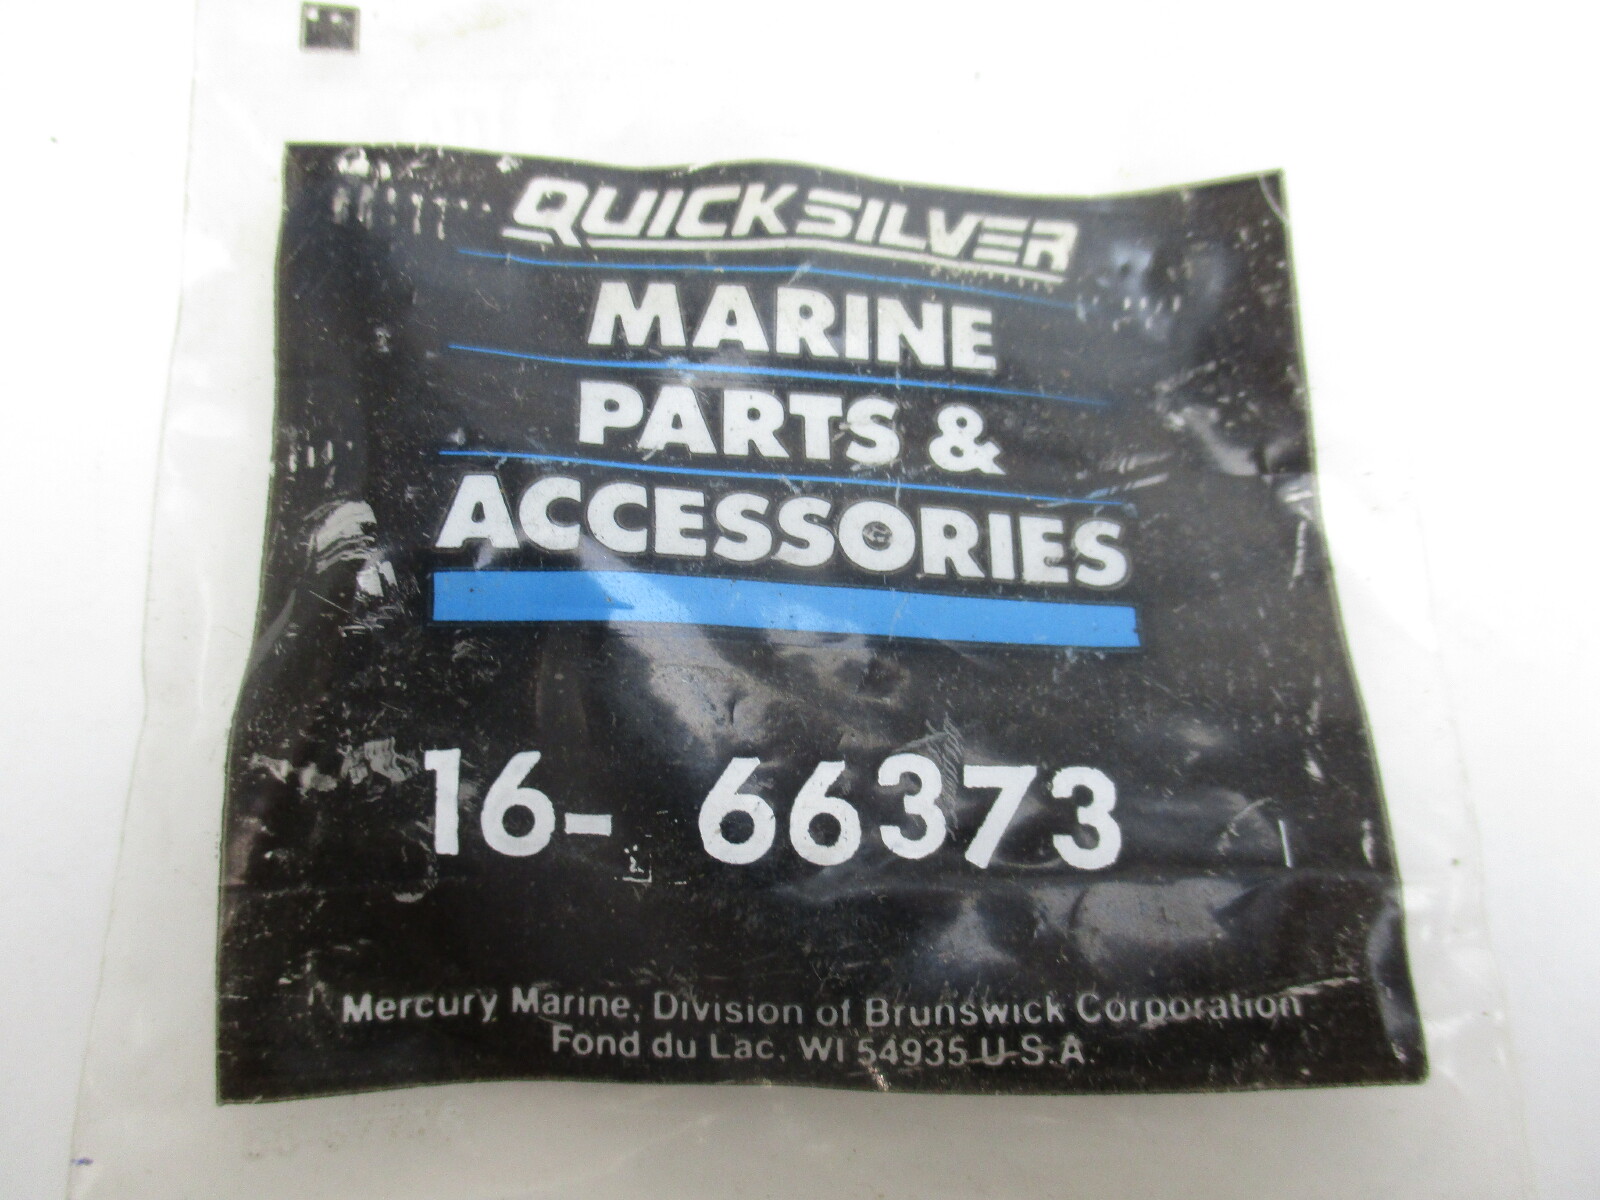 QUICKSILVER
MARINE
PARTS &
ACCESSORIES
16- 66373
Mercury Marine, Division of Brunswick Corporation
Fond du Lac, WI 54935 U.S.A.